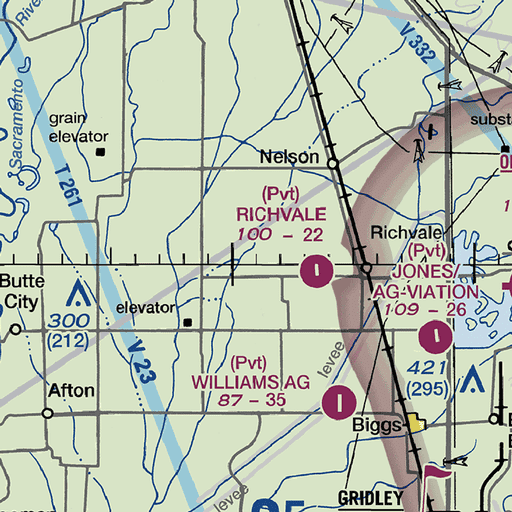 River
V 332
Sacramento
grain
elevator
subst
Nelson
T 261
(Pvt)
RICHVALE
100 – 22
Richvale
(Pvt)
JONES/
AG-VIATION
109 – 26
Butte
City
300
(212)
elevator
V 23
levee
421
(295)
(Pvt)
WILLIAMS AG
87 – 35
Afton
Biggs
levee
GRIDLEY